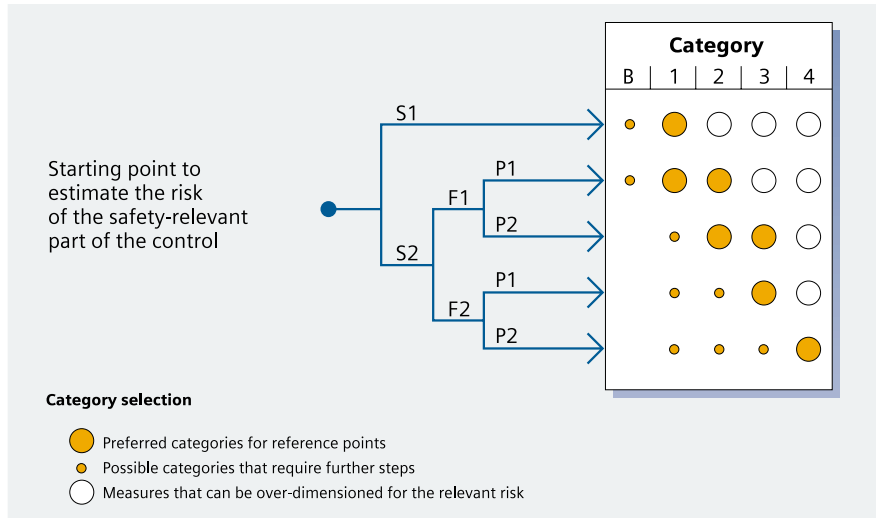 Category
B 1 2 3 4
S1
Starting point to
estimate the risk
of the safety-relevant
part of the control
P1
F1
P2
S2
P1
F2
P2
Category selection
Preferred categories for reference points
Possible categories that require further steps
Measures that can be over-dimensioned for the relevant risk